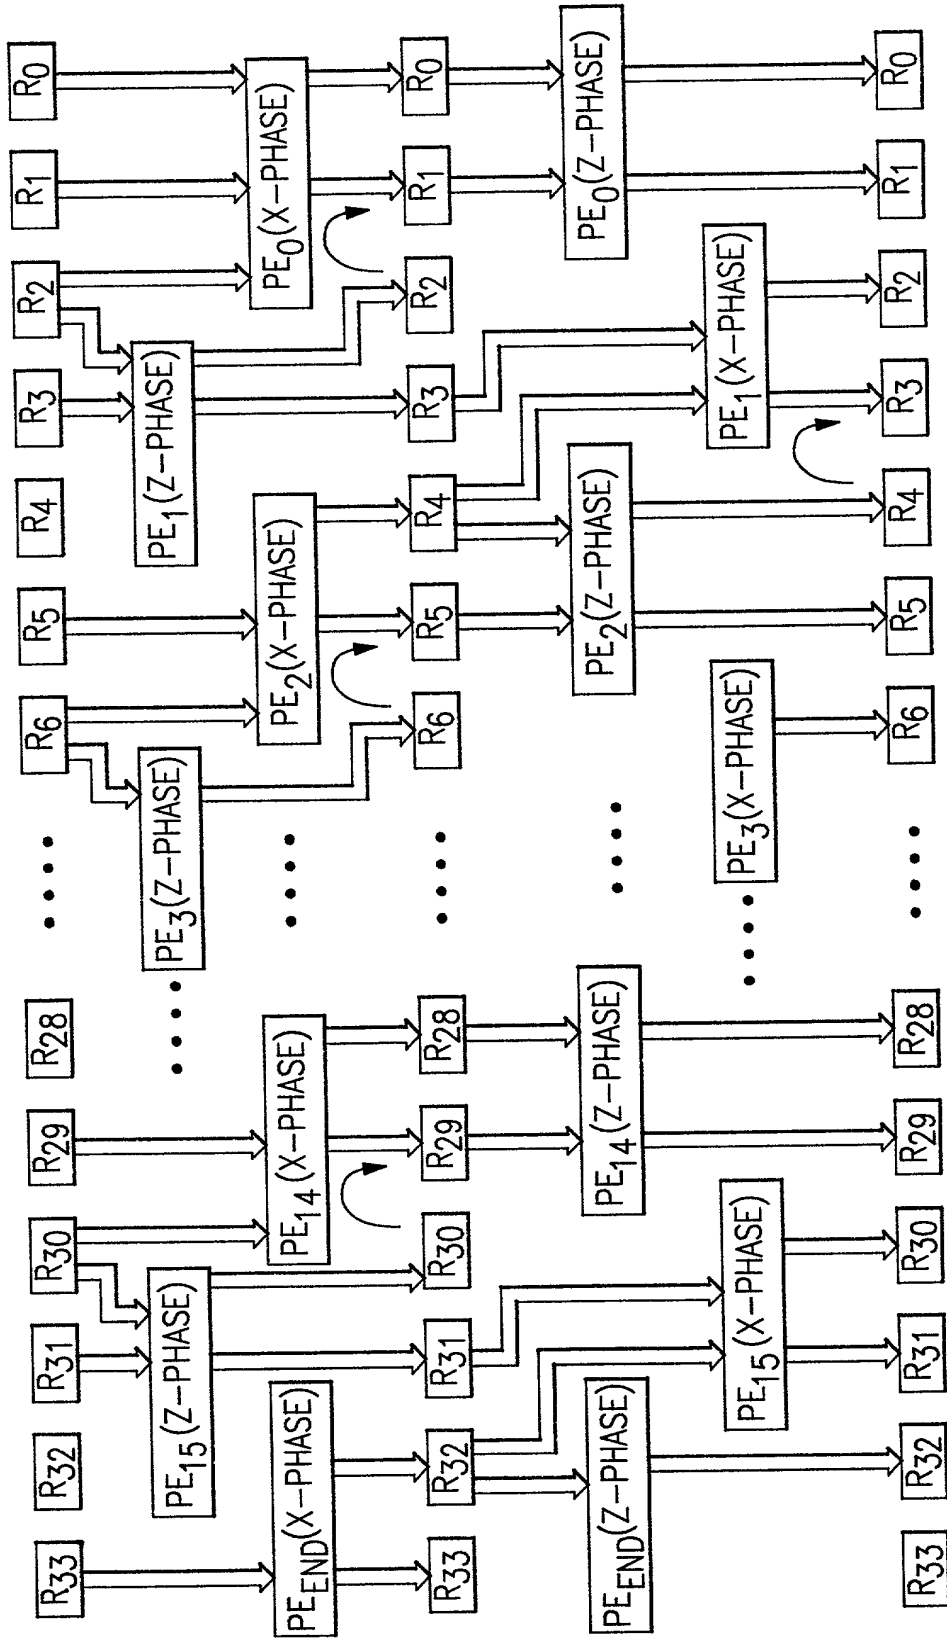 R33 R32 R31 R30 R29 R28 •••• R6 R5 R4 R3 R2 R1 R0
PE15(Z–PHASE) •••• PE3(Z–PHASE) PE1(Z–PHASE)
PEEND(X–PHASE) PE14(X–PHASE) •••• PE2(X–PHASE) PE0(X–PHASE)
R33 R32 R31 R30 R29 R28 •••• R6 R5 R4 R3 R2 R1 R0
PEEND(Z–PHASE) PE14(Z–PHASE) •••• PE2(Z–PHASE) PE0(Z–PHASE)
PE15(X–PHASE) •••• PE3(X–PHASE) PE1(X–PHASE)
R33 R32 R31 R30 R29 R28 •••• R6 R5 R4 R3 R2 R1 R0